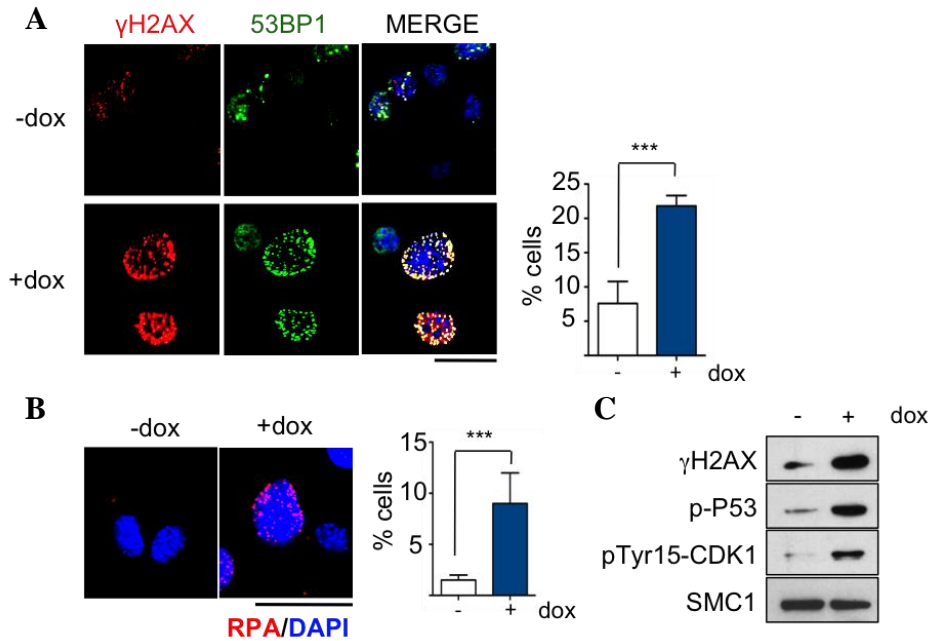 A
γH2AX 53BP1 MERGE
-dox
+dox
***
% cells
25
20
15
10
5
- + dox
B
-dox +dox
RPA/DAPI
***
% cells
15
10
5
- + dox
C
- + dox
γH2AX
p-P53
pTyr15-CDK1
SMC1